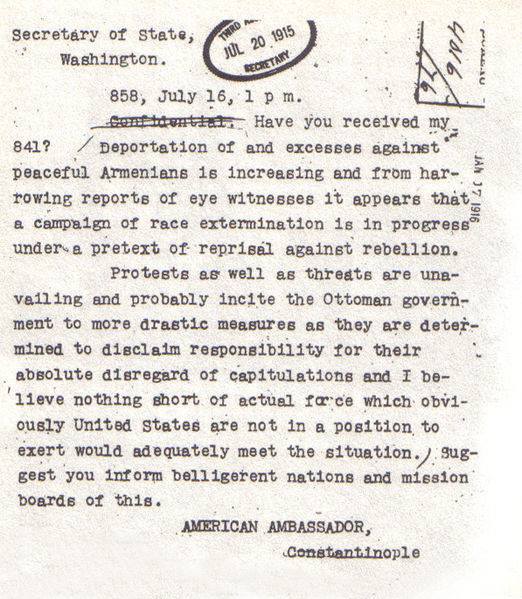 Secretary of State,
Washington.
THIRD
JUL 20 1915
SECRETARY
4016
76
JAN 17 1916
858, July 16, 1 p m.
Confidential. Have you received my
841? Deportation of and excesses against
peaceful Armenians is increasing and from har-
rowing reports of eye witnesses it appears that
a campaign of race extermination is in progress
under a pretext of reprisal against rebellion.
Protests as well as threats are una-
vailing and probably incite the Ottoman govern-
ment to more drastic measures as they are deter-
mined to disclaim responsibility for their
absolute disregard of capitulations and I be-
lieve nothing short of actual force which obvi-
ously United States are not in a position to
exert would adequately meet the situation. Sug-
gest you inform belligerent nations and mission
boards of this.
AMERICAN AMBASSADOR,
Constantinople